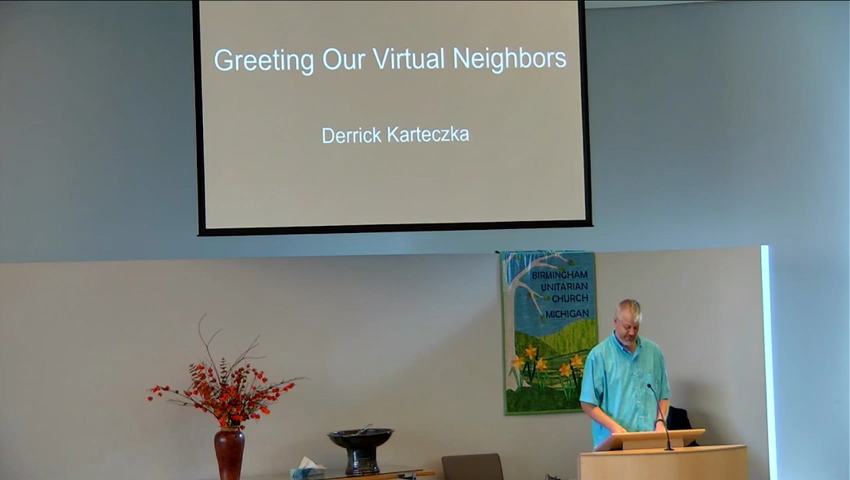 Greeting Our Virtual Neighbors
Derrick Karteczka
BIRMINGHAM
UNITARIAN
CHURCH
MICHIGAN